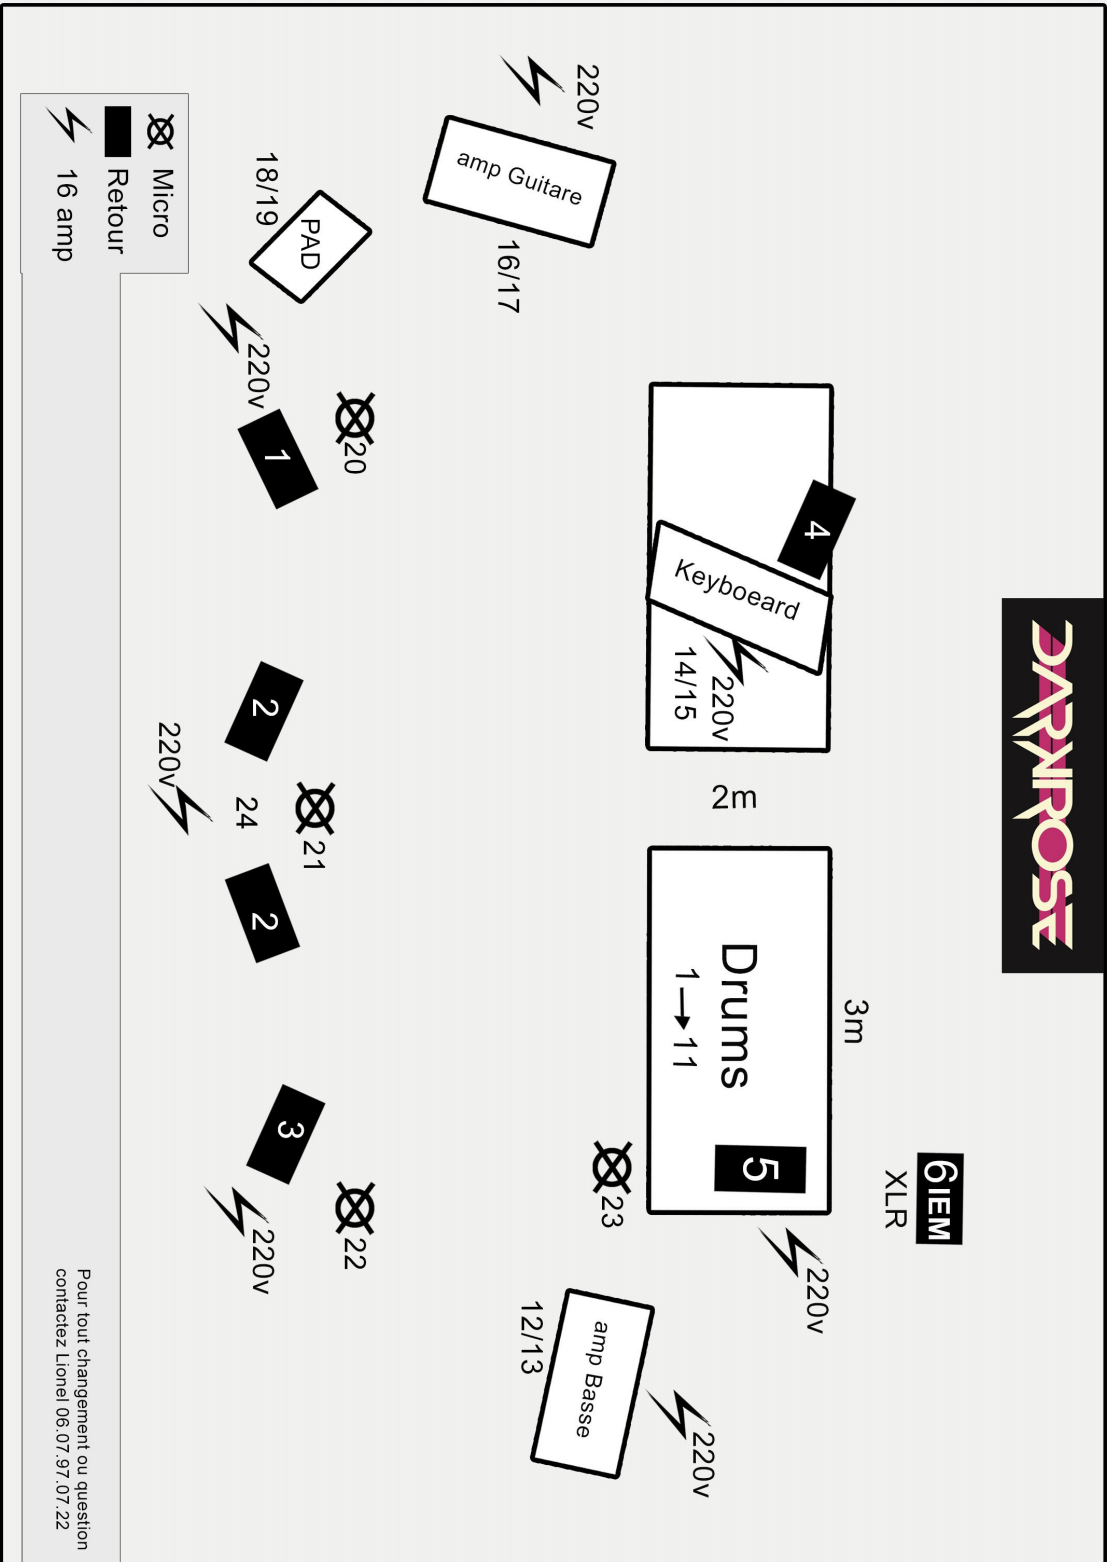 DARKROSE
6 IEM
XLR
3m
4
Keyboeard
220v
14/15
2m
Drums
1→11
5
220v
220v
amp Guitare
16/17
23
amp Basse
12/13
220v
18/19
PAD
220v
20
1
2
21
24
220v
2
3
22
220v
Micro
Retour
16 amp
Pour tout changement ou question
contactez Lionel 06.07.97.07.22